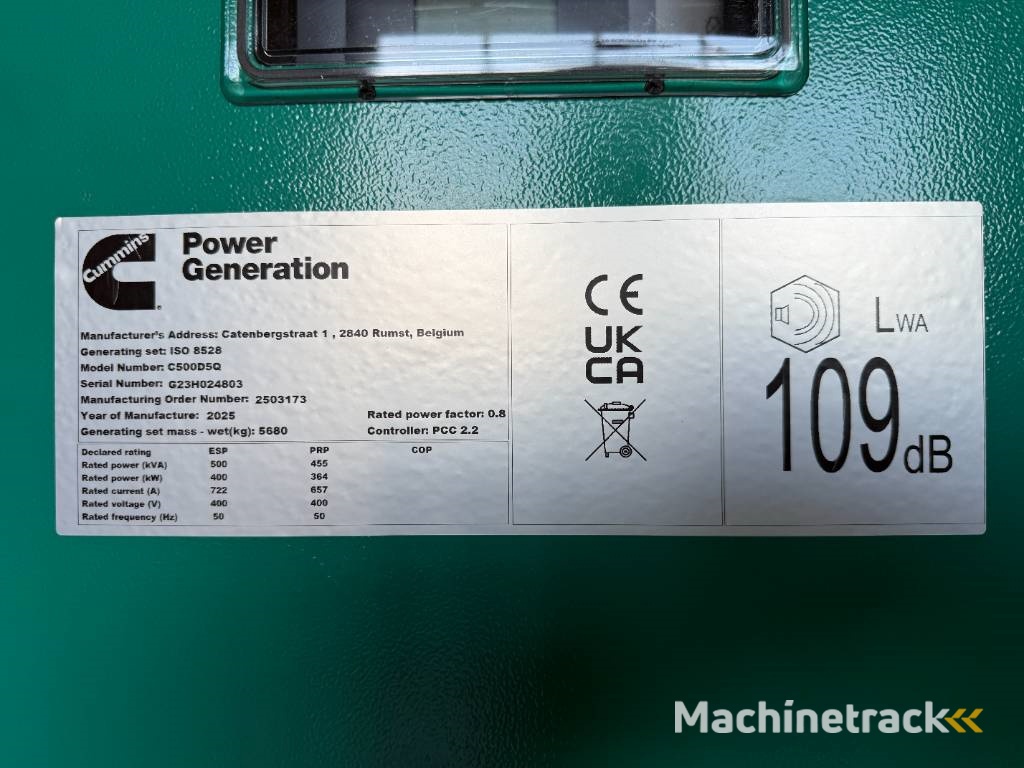 Cummins
Power
Generation
Manufacturer's Address: Catenbergstraat 1 , 2840 Rumst, Belgium
Generating set: ISO 8528
Model Number: C500D5Q
Serial Number: G23H024803
Manufacturing Order Number: 2503173
Year of Manufacture: 2025 Rated power factor: 0.8
Generating set mass - wet(kg): 5680 Controller: PCC 2.2
Declared rating ESP PRP COP
Rated power (kVA) 500 455
Rated power (kW) 400 364
Rated current (A) 722 657
Rated voltage (V) 400 400
Rated frequency (Hz) 50 50
CE
UK
CA
LWA
109dB
Machinetrack